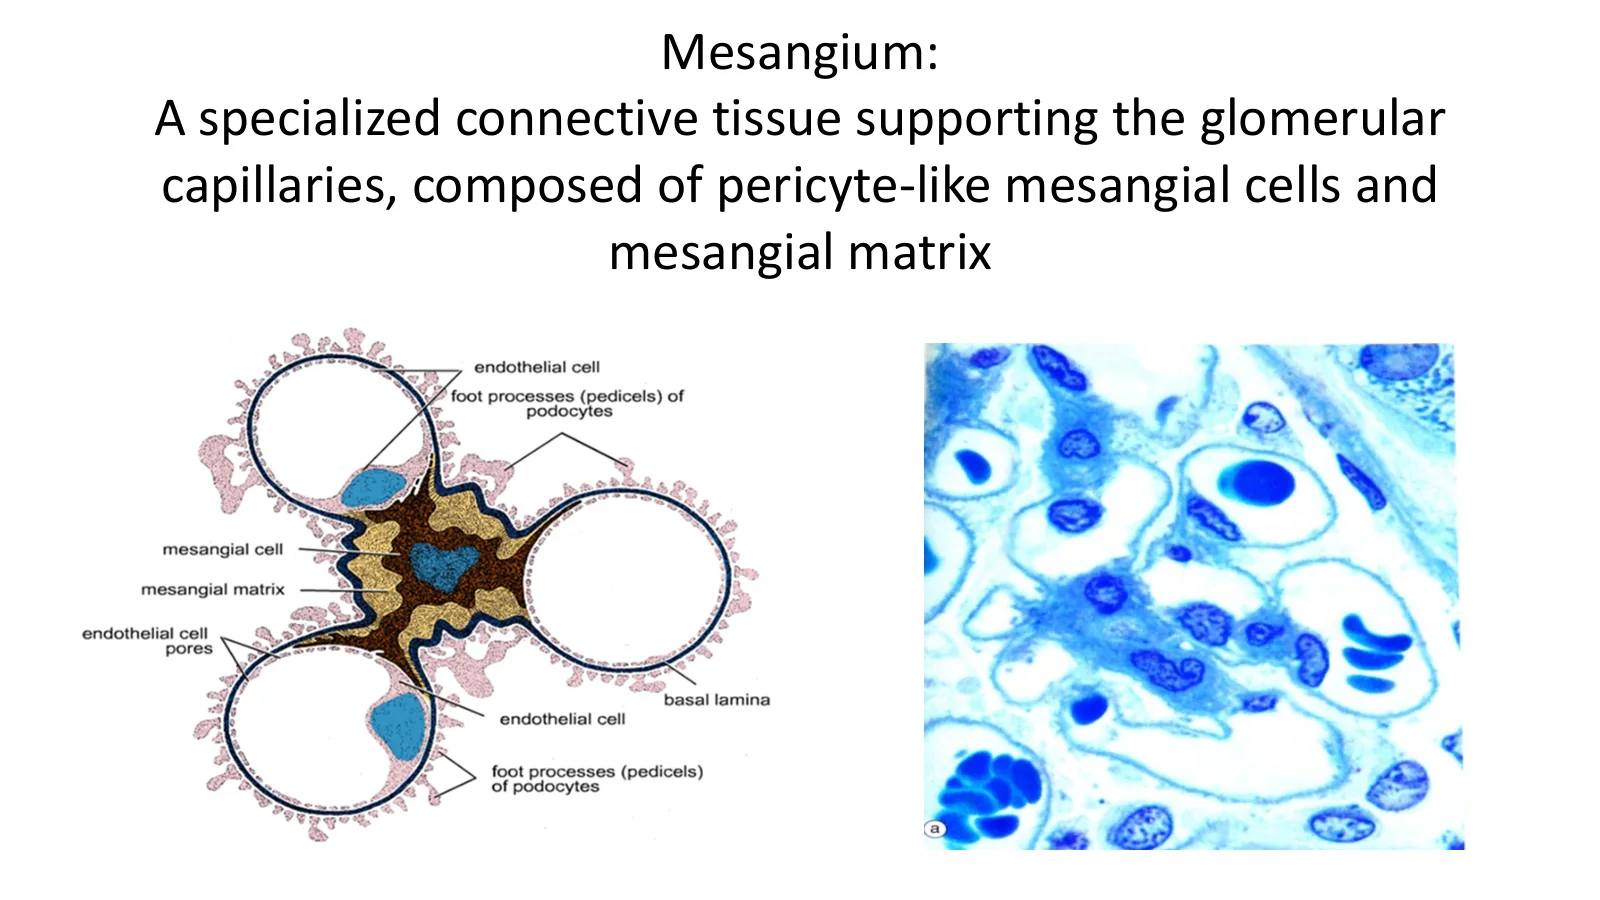 Mesangium:
A specialized connective tissue supporting the glomerular
capillaries, composed of pericyte-like mesangial cells and
mesangial matrix
endothelial cell
foot processes (pedicels) of
podocytes
mesangial cell
mesangial matrix
endothelial cell
pores
basal lamina
endothelial cell
foot processes (pedicels)
of podocytes
a